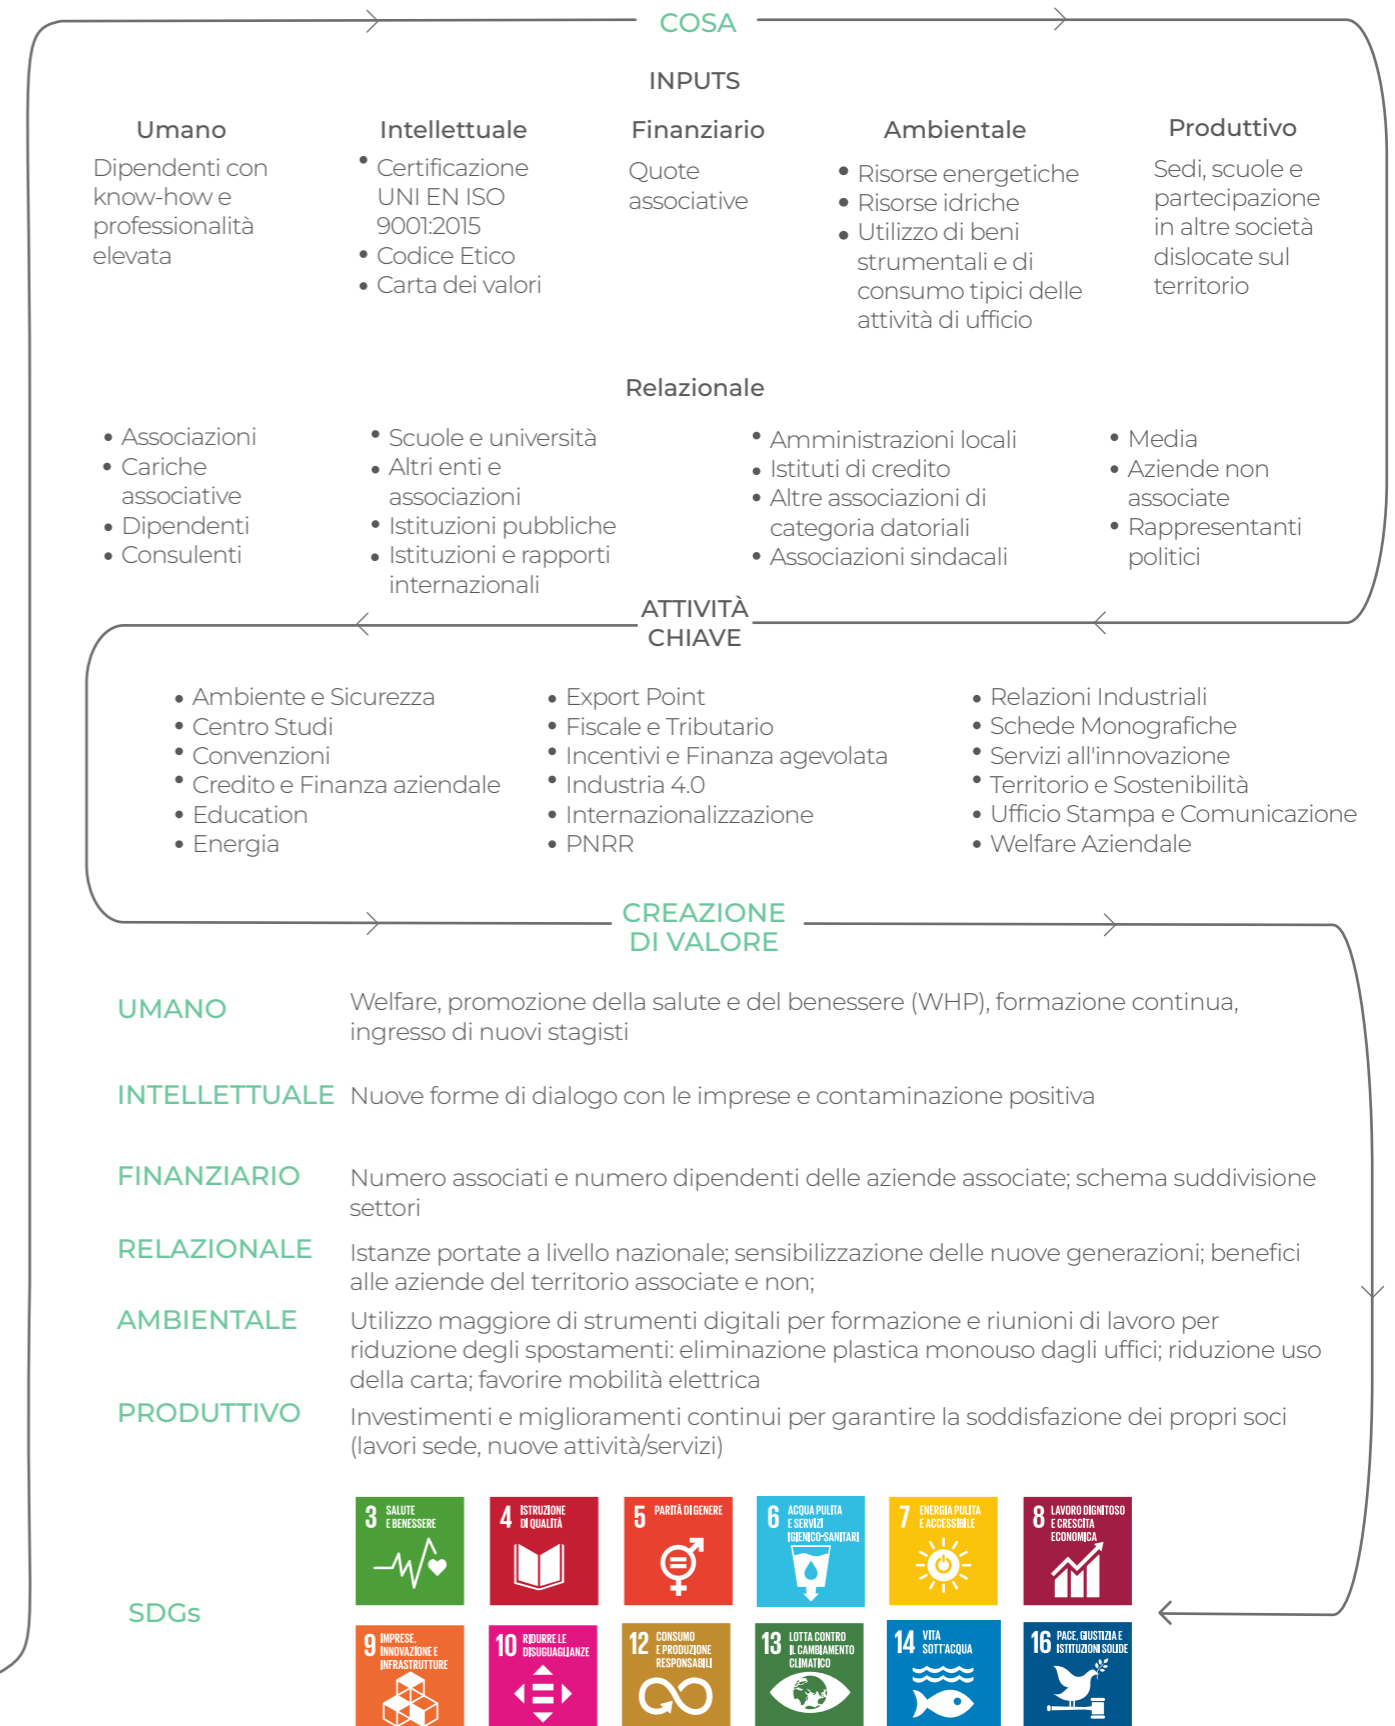 COSA
INPUTS
Umano
Dipendenti con
know-how e
professionalità
elevata
Intellettuale
• Certificazione
UNI EN ISO
9001:2015
• Codice Etico
• Carta dei valori
Finanziario
Quote
associative
Ambientale
• Risorse energetiche
• Risorse idriche
• Utilizzo di beni
strumentali e di
consumo tipici delle
attività di ufficio
Produttivo
Sedi, scuole e
partecipazione
in altre società
dislocate sul
territorio
Relazionale
• Associazioni
• Cariche
associative
• Dipendenti
• Consulenti
• Scuole e università
• Altri enti e
associazioni
• Istituzioni pubbliche
• Istituzioni e rapporti
internazionali
• Amministrazioni locali
• Istituti di credito
• Altre associazioni di
categoria datoriali
• Associazioni sindacali
• Media
• Aziende non
associate
• Rappresentanti
politici
ATTIVITÀ
CHIAVE
• Ambiente e Sicurezza
• Centro Studi
• Convenzioni
• Credito e Finanza aziendale
• Education
• Energia
• Export Point
• Fiscale e Tributario
• Incentivi e Finanza agevolata
• Industria 4.0
• Internazionalizzazione
• PNRR
• Relazioni Industriali
• Schede Monografiche
• Servizi all'innovazione
• Territorio e Sostenibilità
• Ufficio Stampa e Comunicazione
• Welfare Aziendale
CREAZIONE
DI VALORE
UMANO
Welfare, promozione della salute e del benessere (WHP), formazione continua,
ingresso di nuovi stagisti
INTELLETTUALE
Nuove forme di dialogo con le imprese e contaminazione positiva
FINANZIARIO
Numero associati e numero dipendenti delle aziende associate; schema suddivisione
settori
RELAZIONALE
Istanze portate a livello nazionale; sensibilizzazione delle nuove generazioni; benefici
alle aziende del territorio associate e non;
AMBIENTALE
Utilizzo maggiore di strumenti digitali per formazione e riunioni di lavoro per
riduzione degli spostamenti: eliminazione plastica monouso dagli uffici; riduzione uso
della carta; favorire mobilità elettrica
PRODUTTIVO
Investimenti e miglioramenti continui per garantire la soddisfazione dei propri soci
(lavori sede, nuove attività/servizi)
SDGs
3 SALUTE
E BENESSERE
4 ISTRUZIONE
DI QUALITÀ
5 PARITÀ DI GENERE
6 ACQUA PULITA
E SERVIZI
IGIENICO-SANITARI
7 ENERGIA PULITA
E ACCESSIBILE
8 LAVORO DIGNITOSO
E CRESCITA
ECONOMICA
9 IMPRESE,
INNOVAZIONE E
INFRASTRUTTURE
10 RIDURRE LE
DISUGUAGLIANZE
12 CONSUMO
E PRODUZIONE
RESPONSABILI
13 LOTTA CONTRO
IL CAMBIAMENTO
CLIMATICO
14 VITA
SOTT'ACQUA
16 PACE, GIUSTIZIA E
ISTITUZIONI SOLIDE